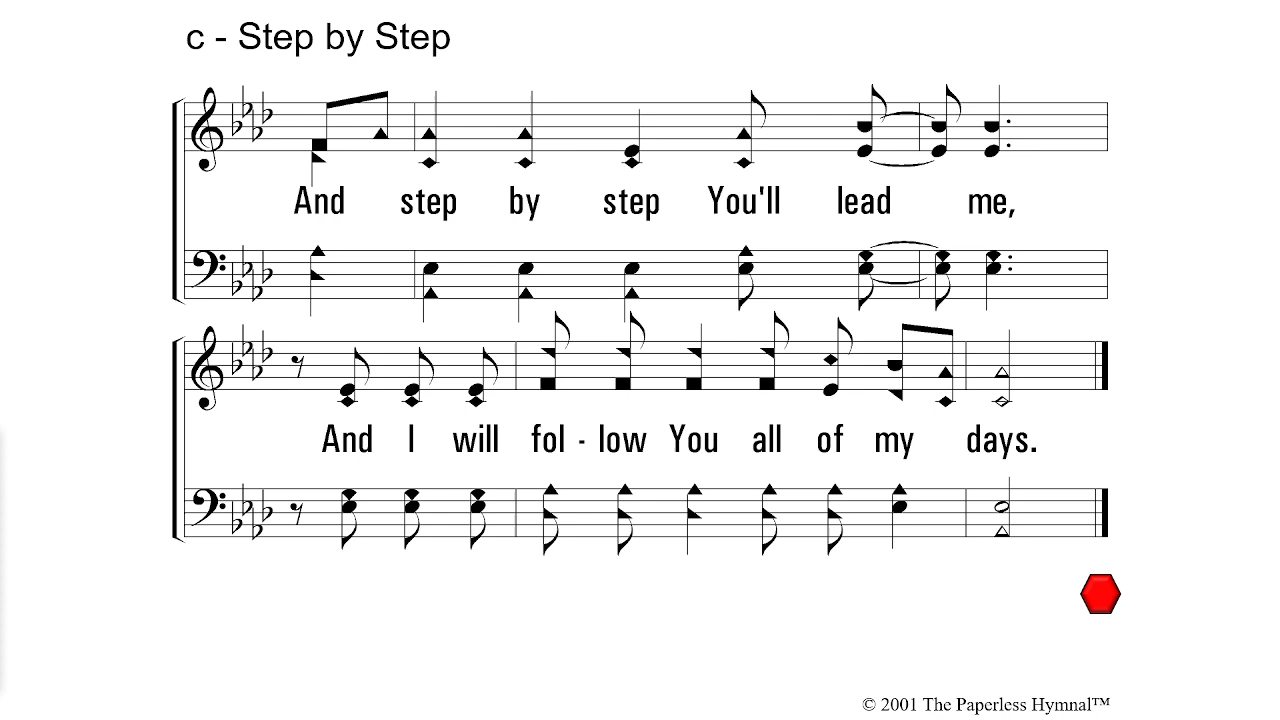 c - Step by Step
And step by step You'll lead me,
And I will fol - low You all of my days.
© 2001 The Paperless Hymnal™